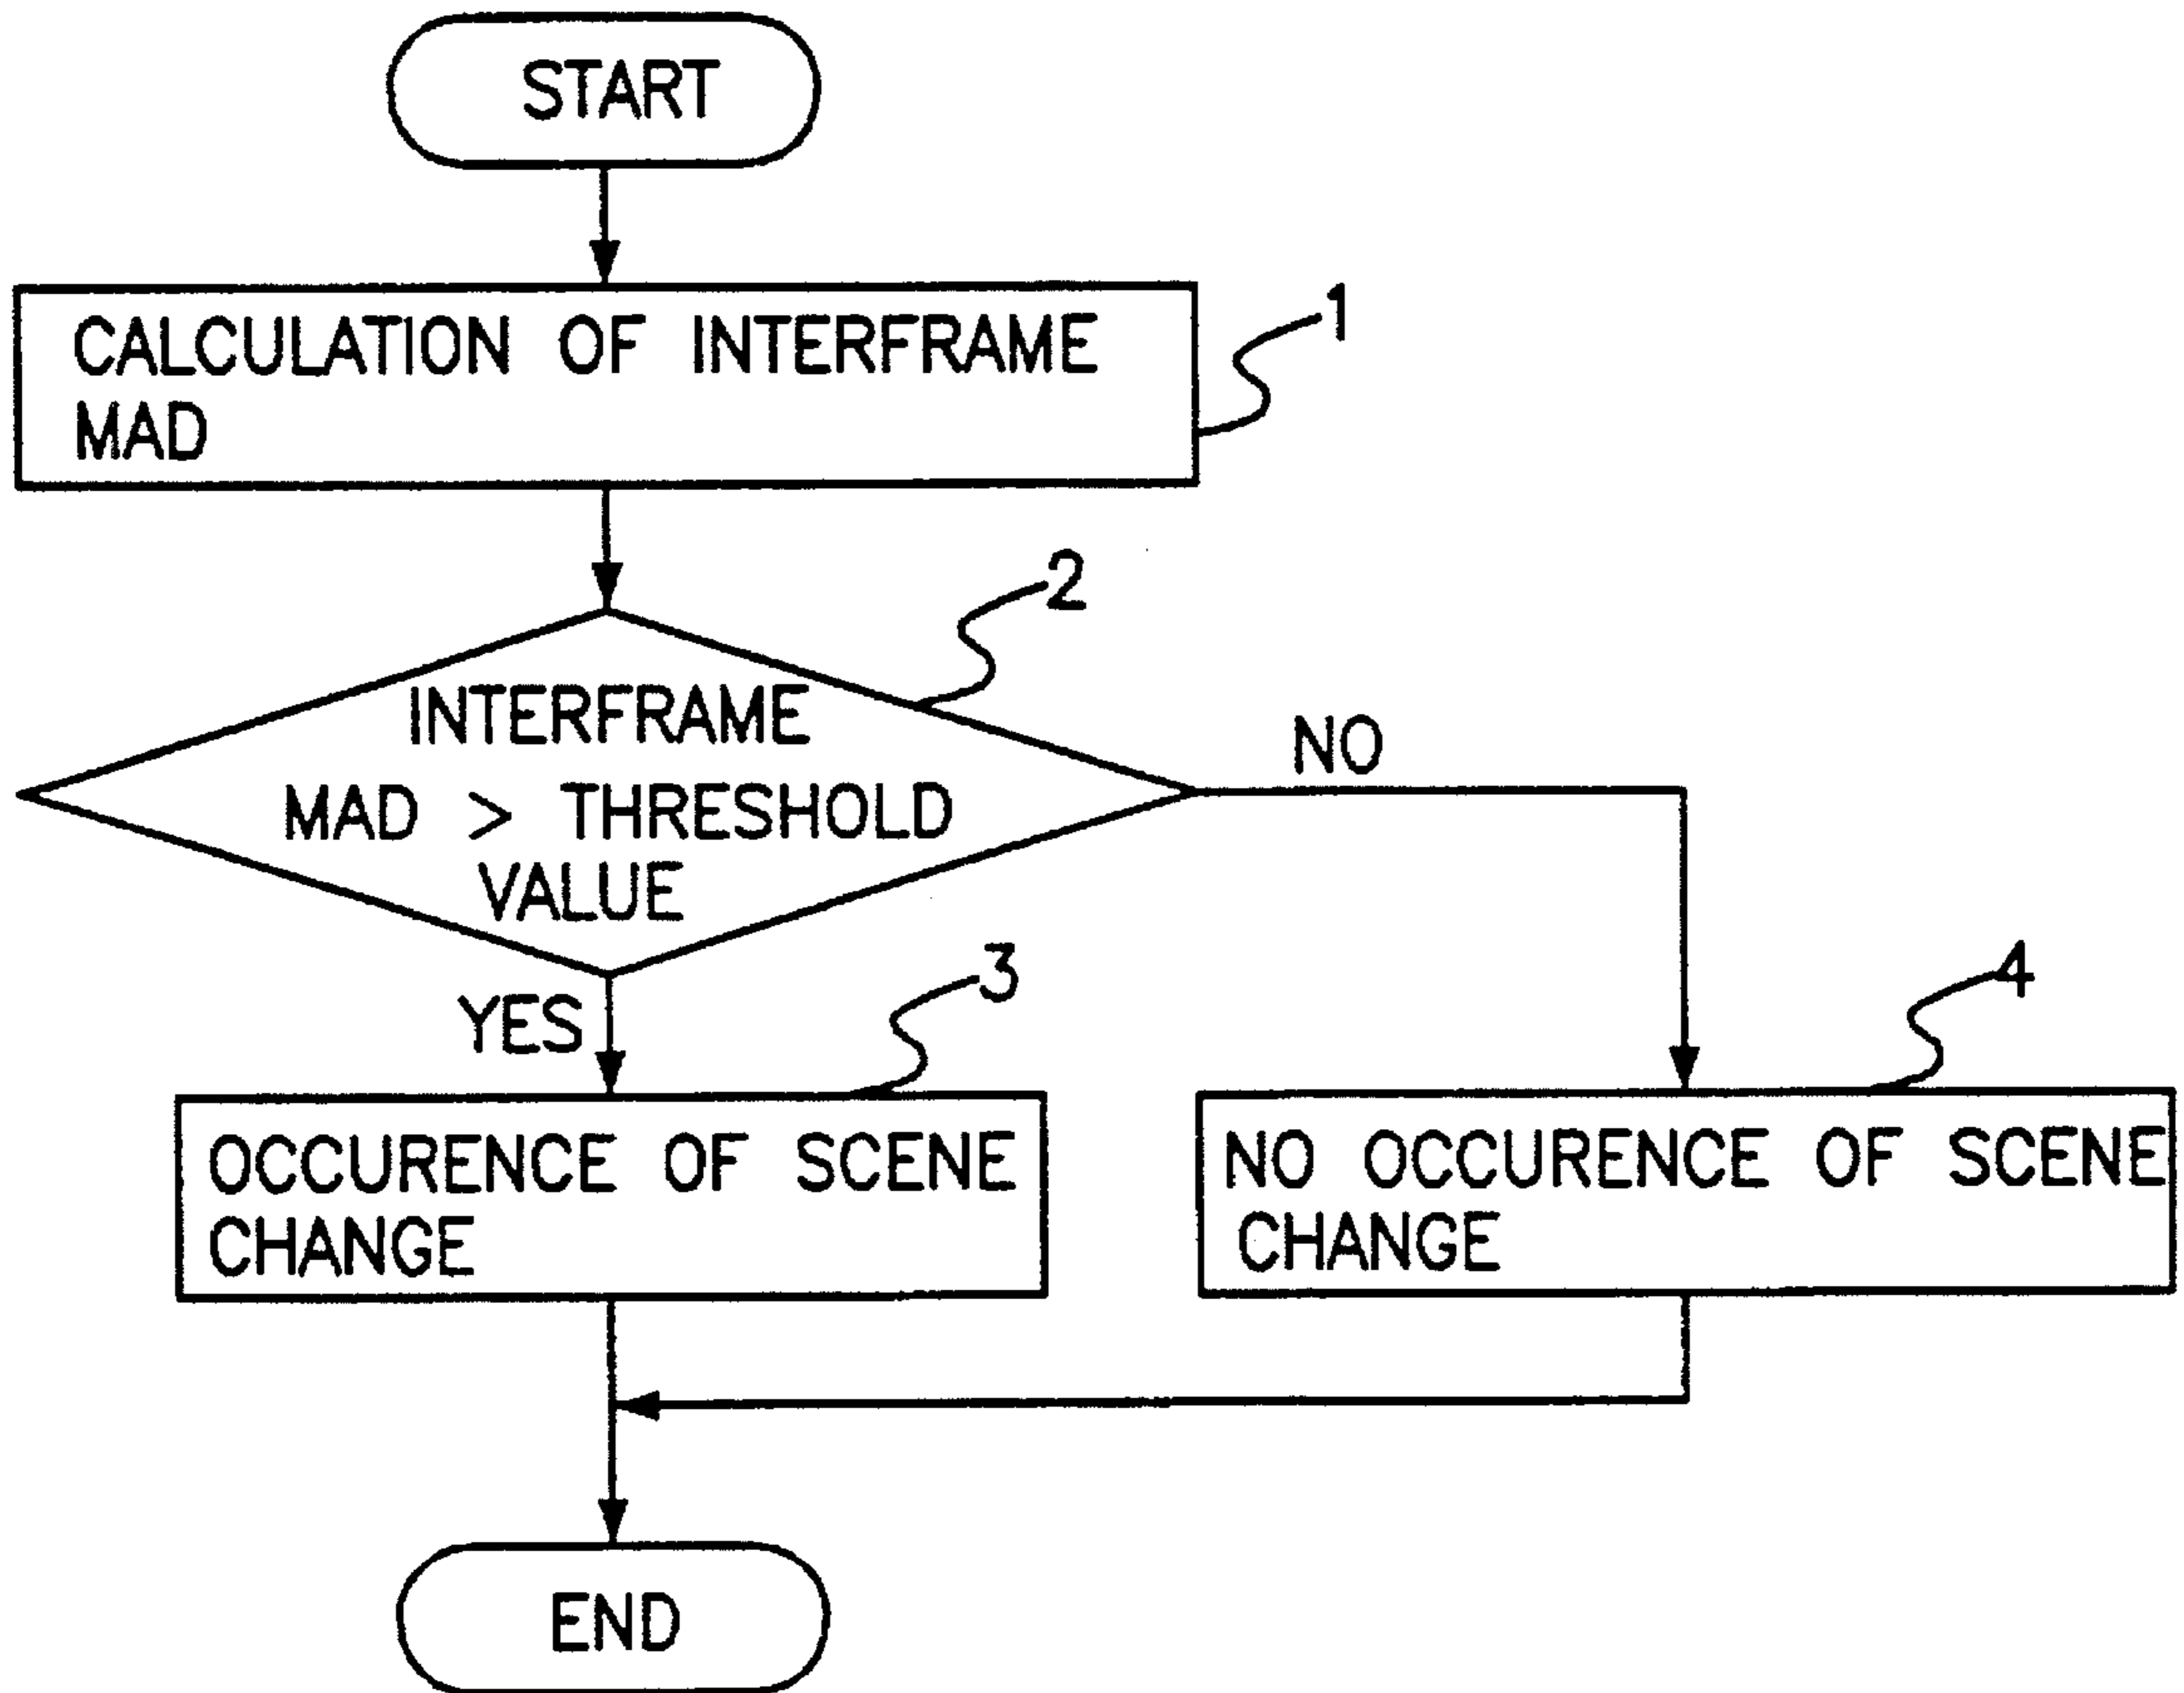 START
CALCULATION OF INTERFRAME
MAD
1
2
INTERFRAME
MAD > THRESHOLD
VALUE
NO
YES
3
4
OCCURENCE OF SCENE
CHANGE
NO OCCURENCE OF SCENE
CHANGE
END